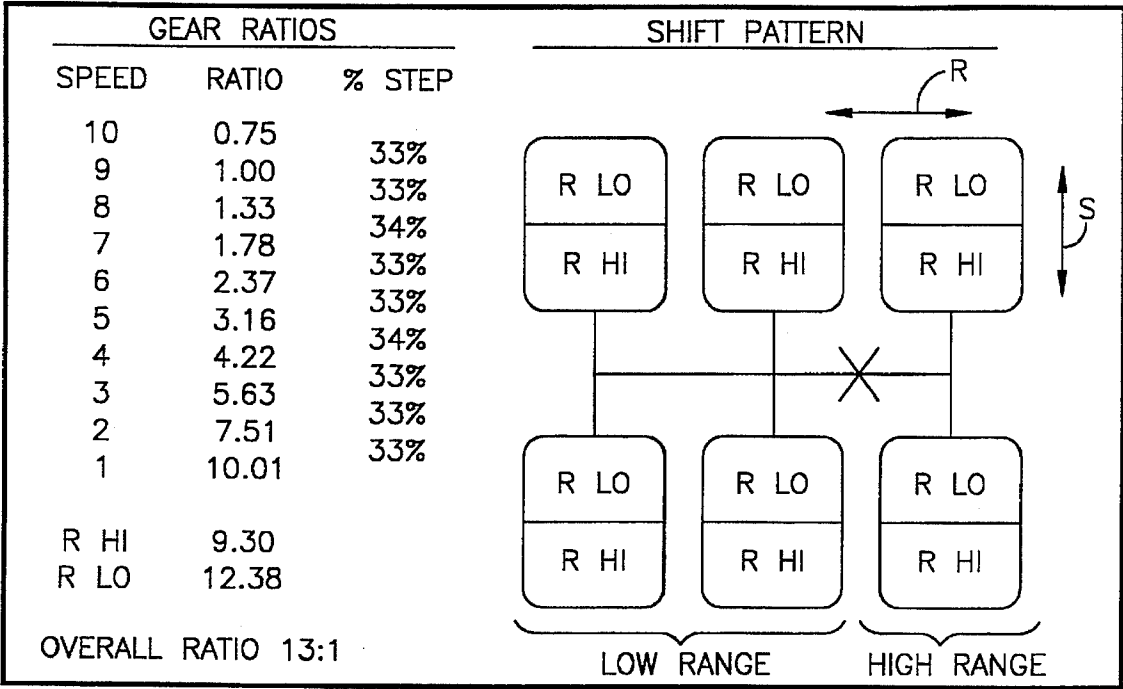 GEAR RATIOS
SPEED RATIO % STEP
10 0.75
33%
9 1.00
33%
8 1.33
34%
7 1.78
33%
6 2.37
33%
5 3.16
34%
4 4.22
33%
3 5.63
33%
2 7.51
33%
1 10.01
R HI 9.30
R LO 12.38
OVERALL RATIO 13:1
SHIFT PATTERN
R
R LO R LO R LO
S
R HI R HI R HI
R LO R LO R LO
R HI R HI R HI
LOW RANGE HIGH RANGE